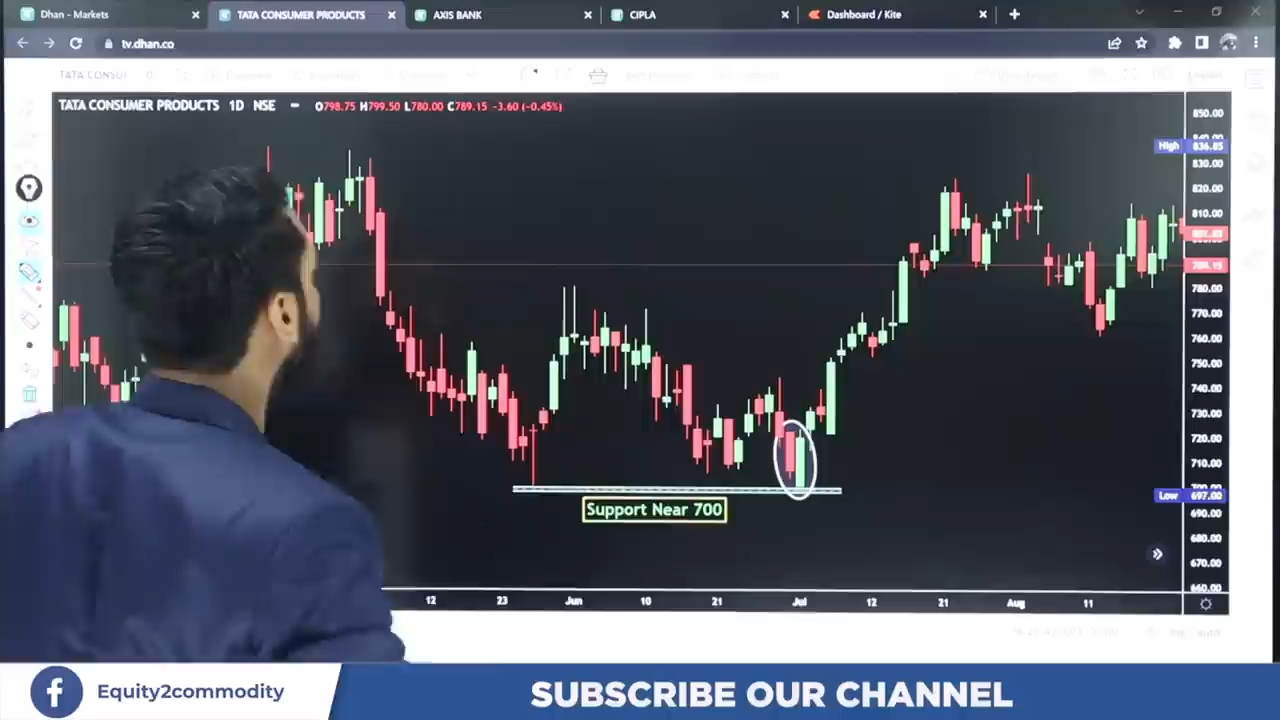 Dhan - Markets
TATA CONSUMER PRODUCTS
AXIS BANK
CIPLA
Dashboard / Kite
tv.dhan.co
TATA CONSUMER PRODUCTS 1D NSE
O798.75 H799.50 L780.00 C789.15 -3.60 (-0.45%)
850.00
High 836.85
830.00
820.00
810.00
789.15
780.00
770.00
760.00
750.00
740.00
730.00
720.00
710.00
Low 697.00
690.00
680.00
670.00
660.00
Support Near 700
12
23
Jun
10
21
Jul
12
21
Aug
11
Equity2commodity
SUBSCRIBE OUR CHANNEL